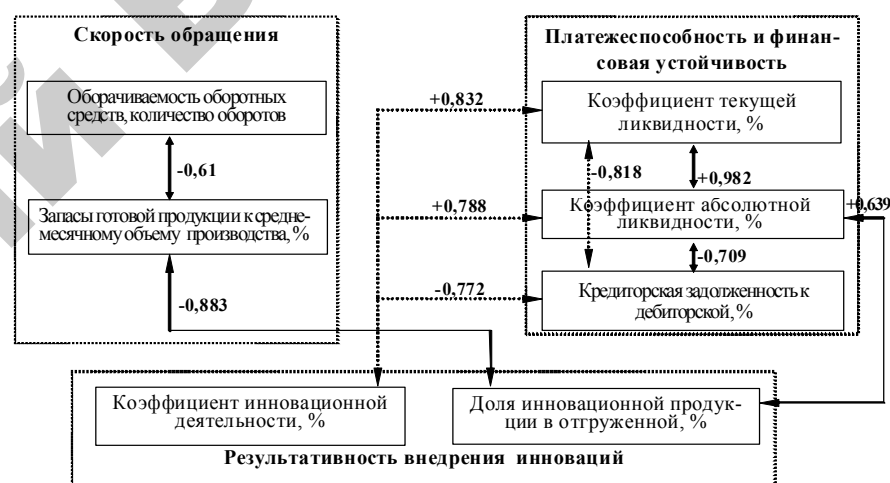 Скорость обращения
Оборачиваемость оборотных
средств, количество оборотов
-0,61
Запасы готовой продукции к средне-
месячному объему производства, %
-0,883
+0,832
+0,788
-0,772
Платежеспособность и финан-
совая устойчивость
Коэффициент текущей
ликвидности, %
-0,818
+0,982
Коэффициент абсолютной
ликвидности, %
+0,639
-0,709
Кредиторская задолженность к
дебиторской, %
Коэффициент инновационной
деятельности, %
Доля инновационной продук-
ции в отгруженной, %
Результативность внедрения инноваций